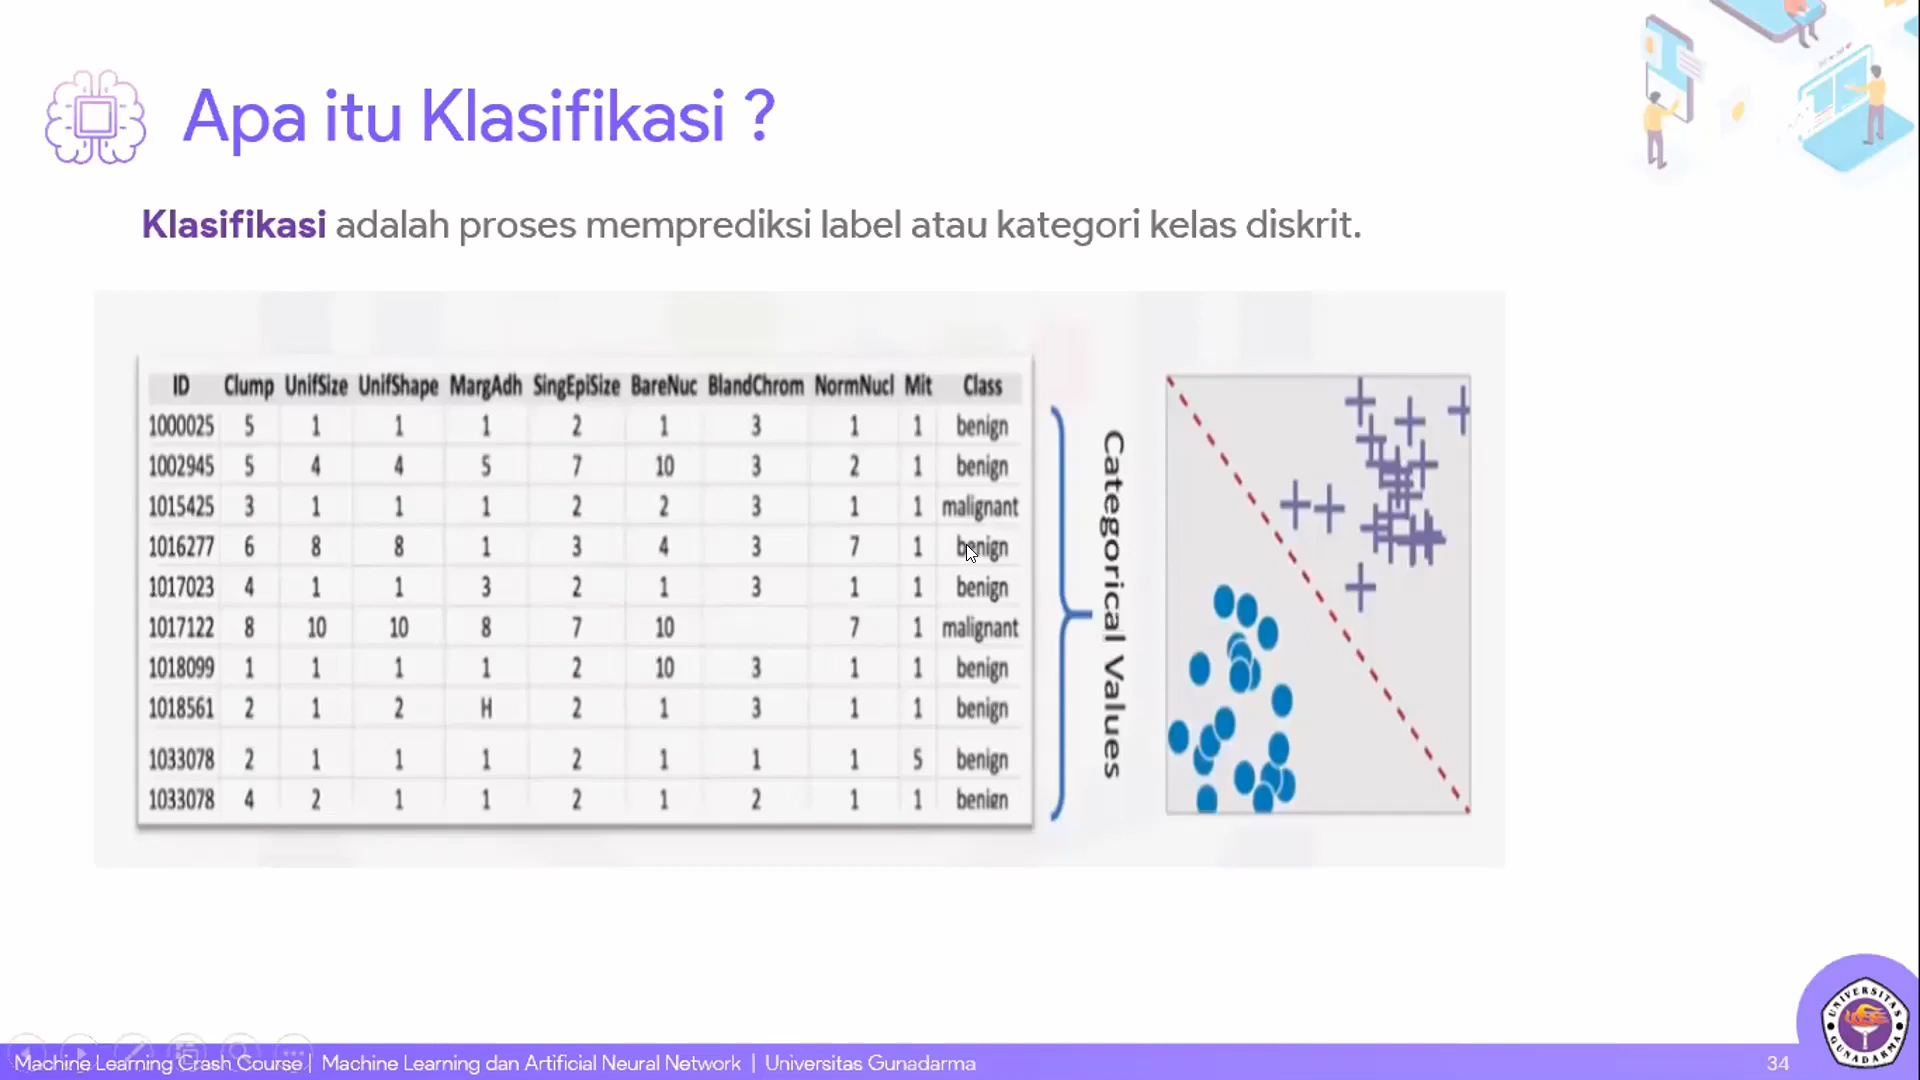 Apa itu Klasifikasi ?
Klasifikasi adalah proses memprediksi label atau kategori kelas diskrit.
ID Clump UnifSize UnifShape MargAdh SingEpiSize BareNuc BlandChrom NormNucl Mit Class
1000025 5 1 1 1 2 1 3 1 1 benign
1002945 5 4 4 5 7 10 3 2 1 benign
1015425 3 1 1 1 2 2 3 1 1 malignant
1016277 6 8 8 1 3 4 3 7 1 benign
1017023 4 1 1 3 2 1 3 1 1 benign
1017122 8 10 10 8 7 10 7 1 malignant
1018099 1 1 1 1 2 10 3 1 1 benign
1018561 2 1 2 H 2 1 3 1 1 benign
1033078 2 1 1 1 2 1 1 1 5 benign
1033078 4 2 1 1 2 1 2 1 1 benign
Categorical Values
Machine Learning Crash Course | Machine Learning dan Artificial Neural Network | Universitas Gunadarma
34
UNIVERSITAS
GUNADARMA